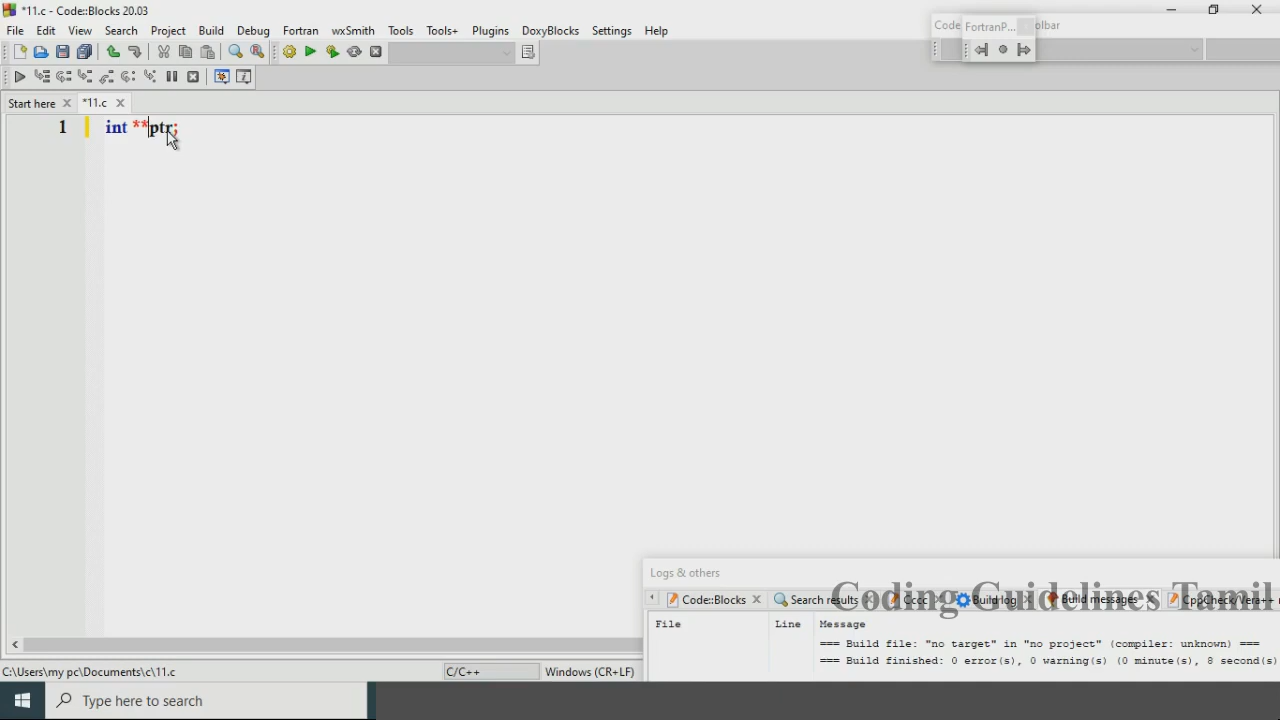 *11.c - Code::Blocks 20.03
File Edit View Search Project Build Debug Fortran wxSmith Tools Tools+ Plugins DoxyBlocks Settings Help
Code FortranP... olbar
Start here *11.c
1 int **ptr;
Logs & others
Code::Blocks Search results Cccc Build log Build messages CppCheck/Vera++
Coding Guidelines Tamil
File Line Message
=== Build file: "no target" in "no project" (compiler: unknown) ===
=== Build finished: 0 error(s), 0 warning(s) (0 minute(s), 8 second(s)
C:\Users\my pc\Documents\c\11.c C/C++ Windows (CR+LF)
Type here to search